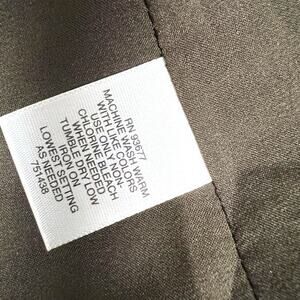 RN 93677
MACHINE WASH WARM
WITH LIKE COLORS
USE ONLY NON-
CHLORINE BLEACH
WHEN NEEDED
TUMBLE DRY LOW
IRON ON
LOWEST SETTING
AS NEEDED
751438